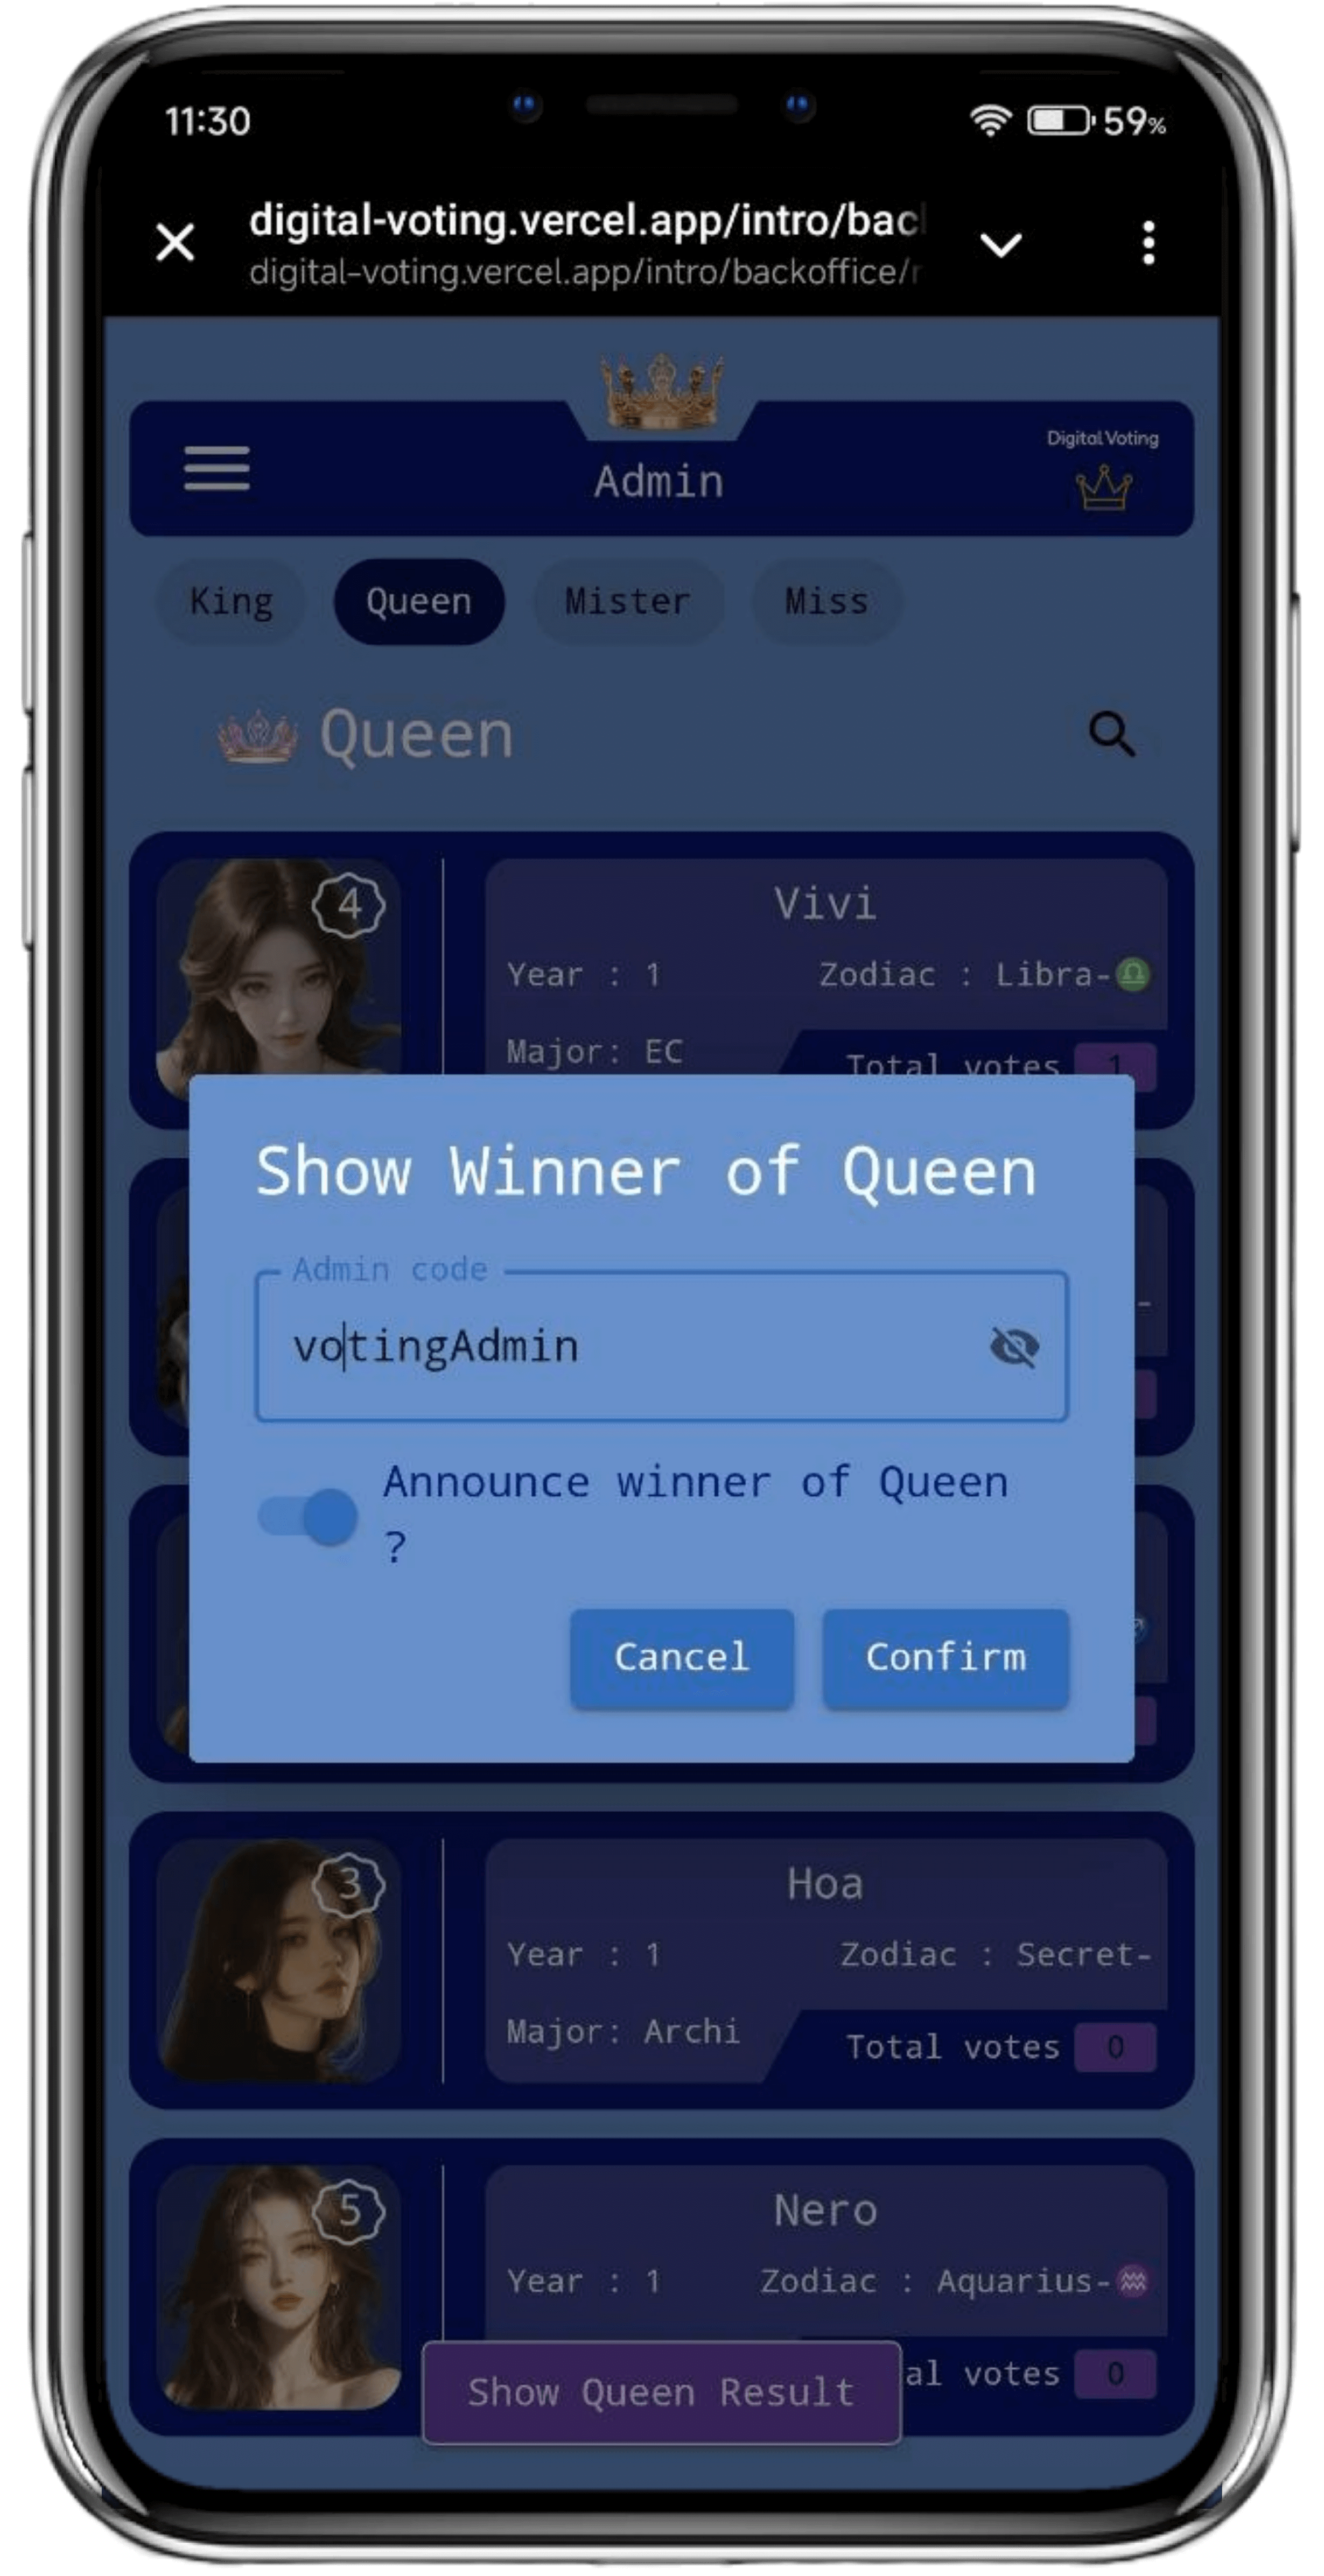 11:30
59%
digital-voting.vercel.app/intro/bac
digital-voting.vercel.app/intro/backoffice/r
Digital Voting
Admin
King Queen Mister Miss
Queen
4
Vivi
Year : 1 Zodiac : Libra-♎
Major: EC
Total votes 1
Show Winner of Queen
Admin code
votingAdmin
Announce winner of Queen
?
Cancel Confirm
3
Hoa
Year : 1 Zodiac : Secret-
Major: Archi
Total votes 0
5
Nero
Year : 1 Zodiac : Aquarius-♒
al votes 0
Show Queen Result